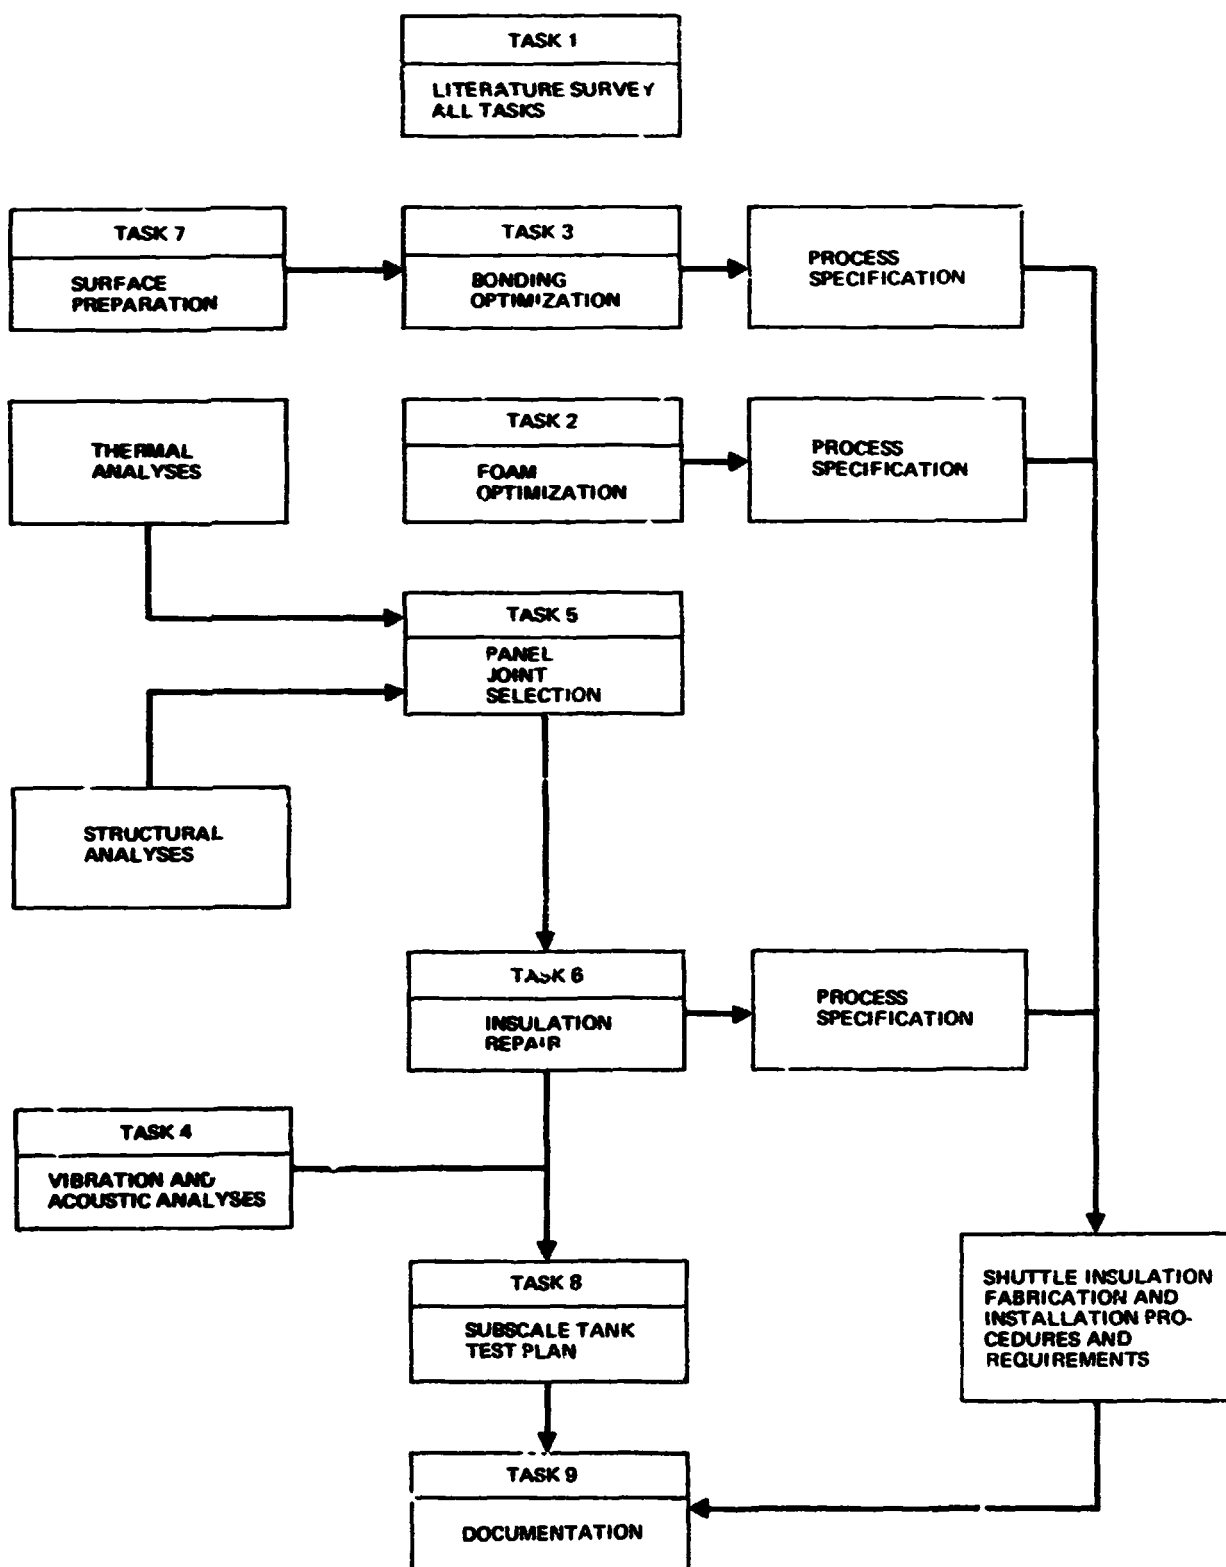 TASK 1
LITERATURE SURVEY
ALL TASKS
TASK 7
SURFACE
PREPARATION
TASK 3
BONDING
OPTIMIZATION
PROCESS
SPECIFICATION
THERMAL
ANALYSES
TASK 2
FOAM
OPTIMIZATION
PROCESS
SPECIFICATION
TASK 5
PANEL
JOINT
SELECTION
STRUCTURAL
ANALYSES
TASK 6
INSULATION
REPAIR
PROCESS
SPECIFICATION
TASK 4
VIBRATION AND
ACOUSTIC ANALYSES
TASK 8
SUBSCALE TANK
TEST PLAN
SHUTTLE INSULATION
FABRICATION AND
INSTALLATION PRO-
CEDURES AND
REQUIREMENTS
TASK 9
DOCUMENTATION